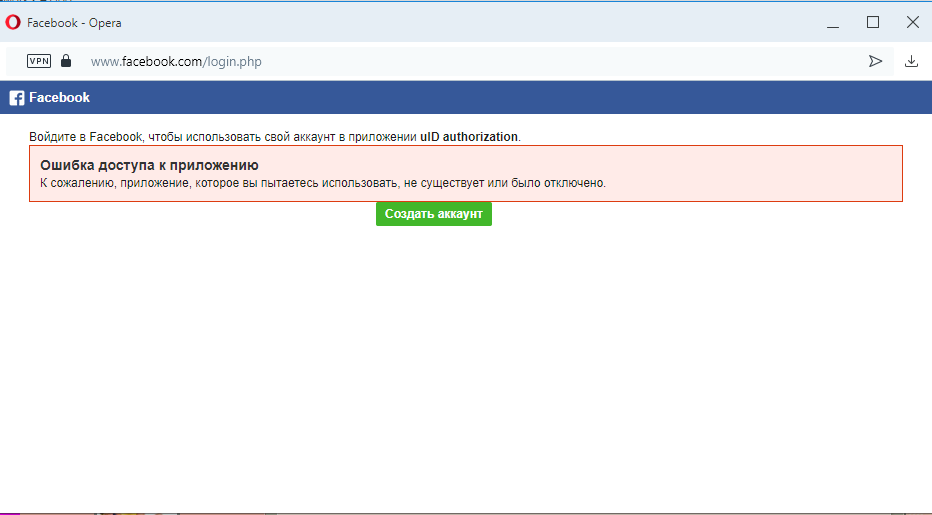 Facebook - Opera
VPN www.facebook.com/login.php
Facebook
Войдите в Facebook, чтобы использовать свой аккаунт в приложении uID authorization.
Ошибка доступа к приложению
К сожалению, приложение, которое вы пытаетесь использовать, не существует или было отключено.
Создать аккаунт